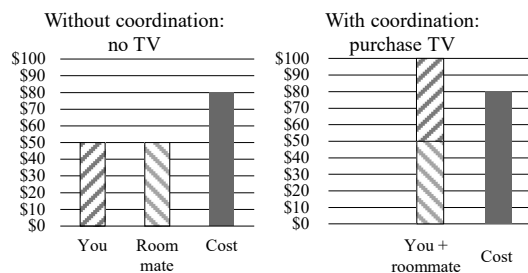 Without coordination:
no TV
$100
$90
$80
$70
$60
$50
$40
$30
$20
$10
$0
You
Room
mate
Cost
With coordination:
purchase TV
$100
$90
$80
$70
$60
$50
$40
$30
$20
$10
$0
You +
roommate
Cost